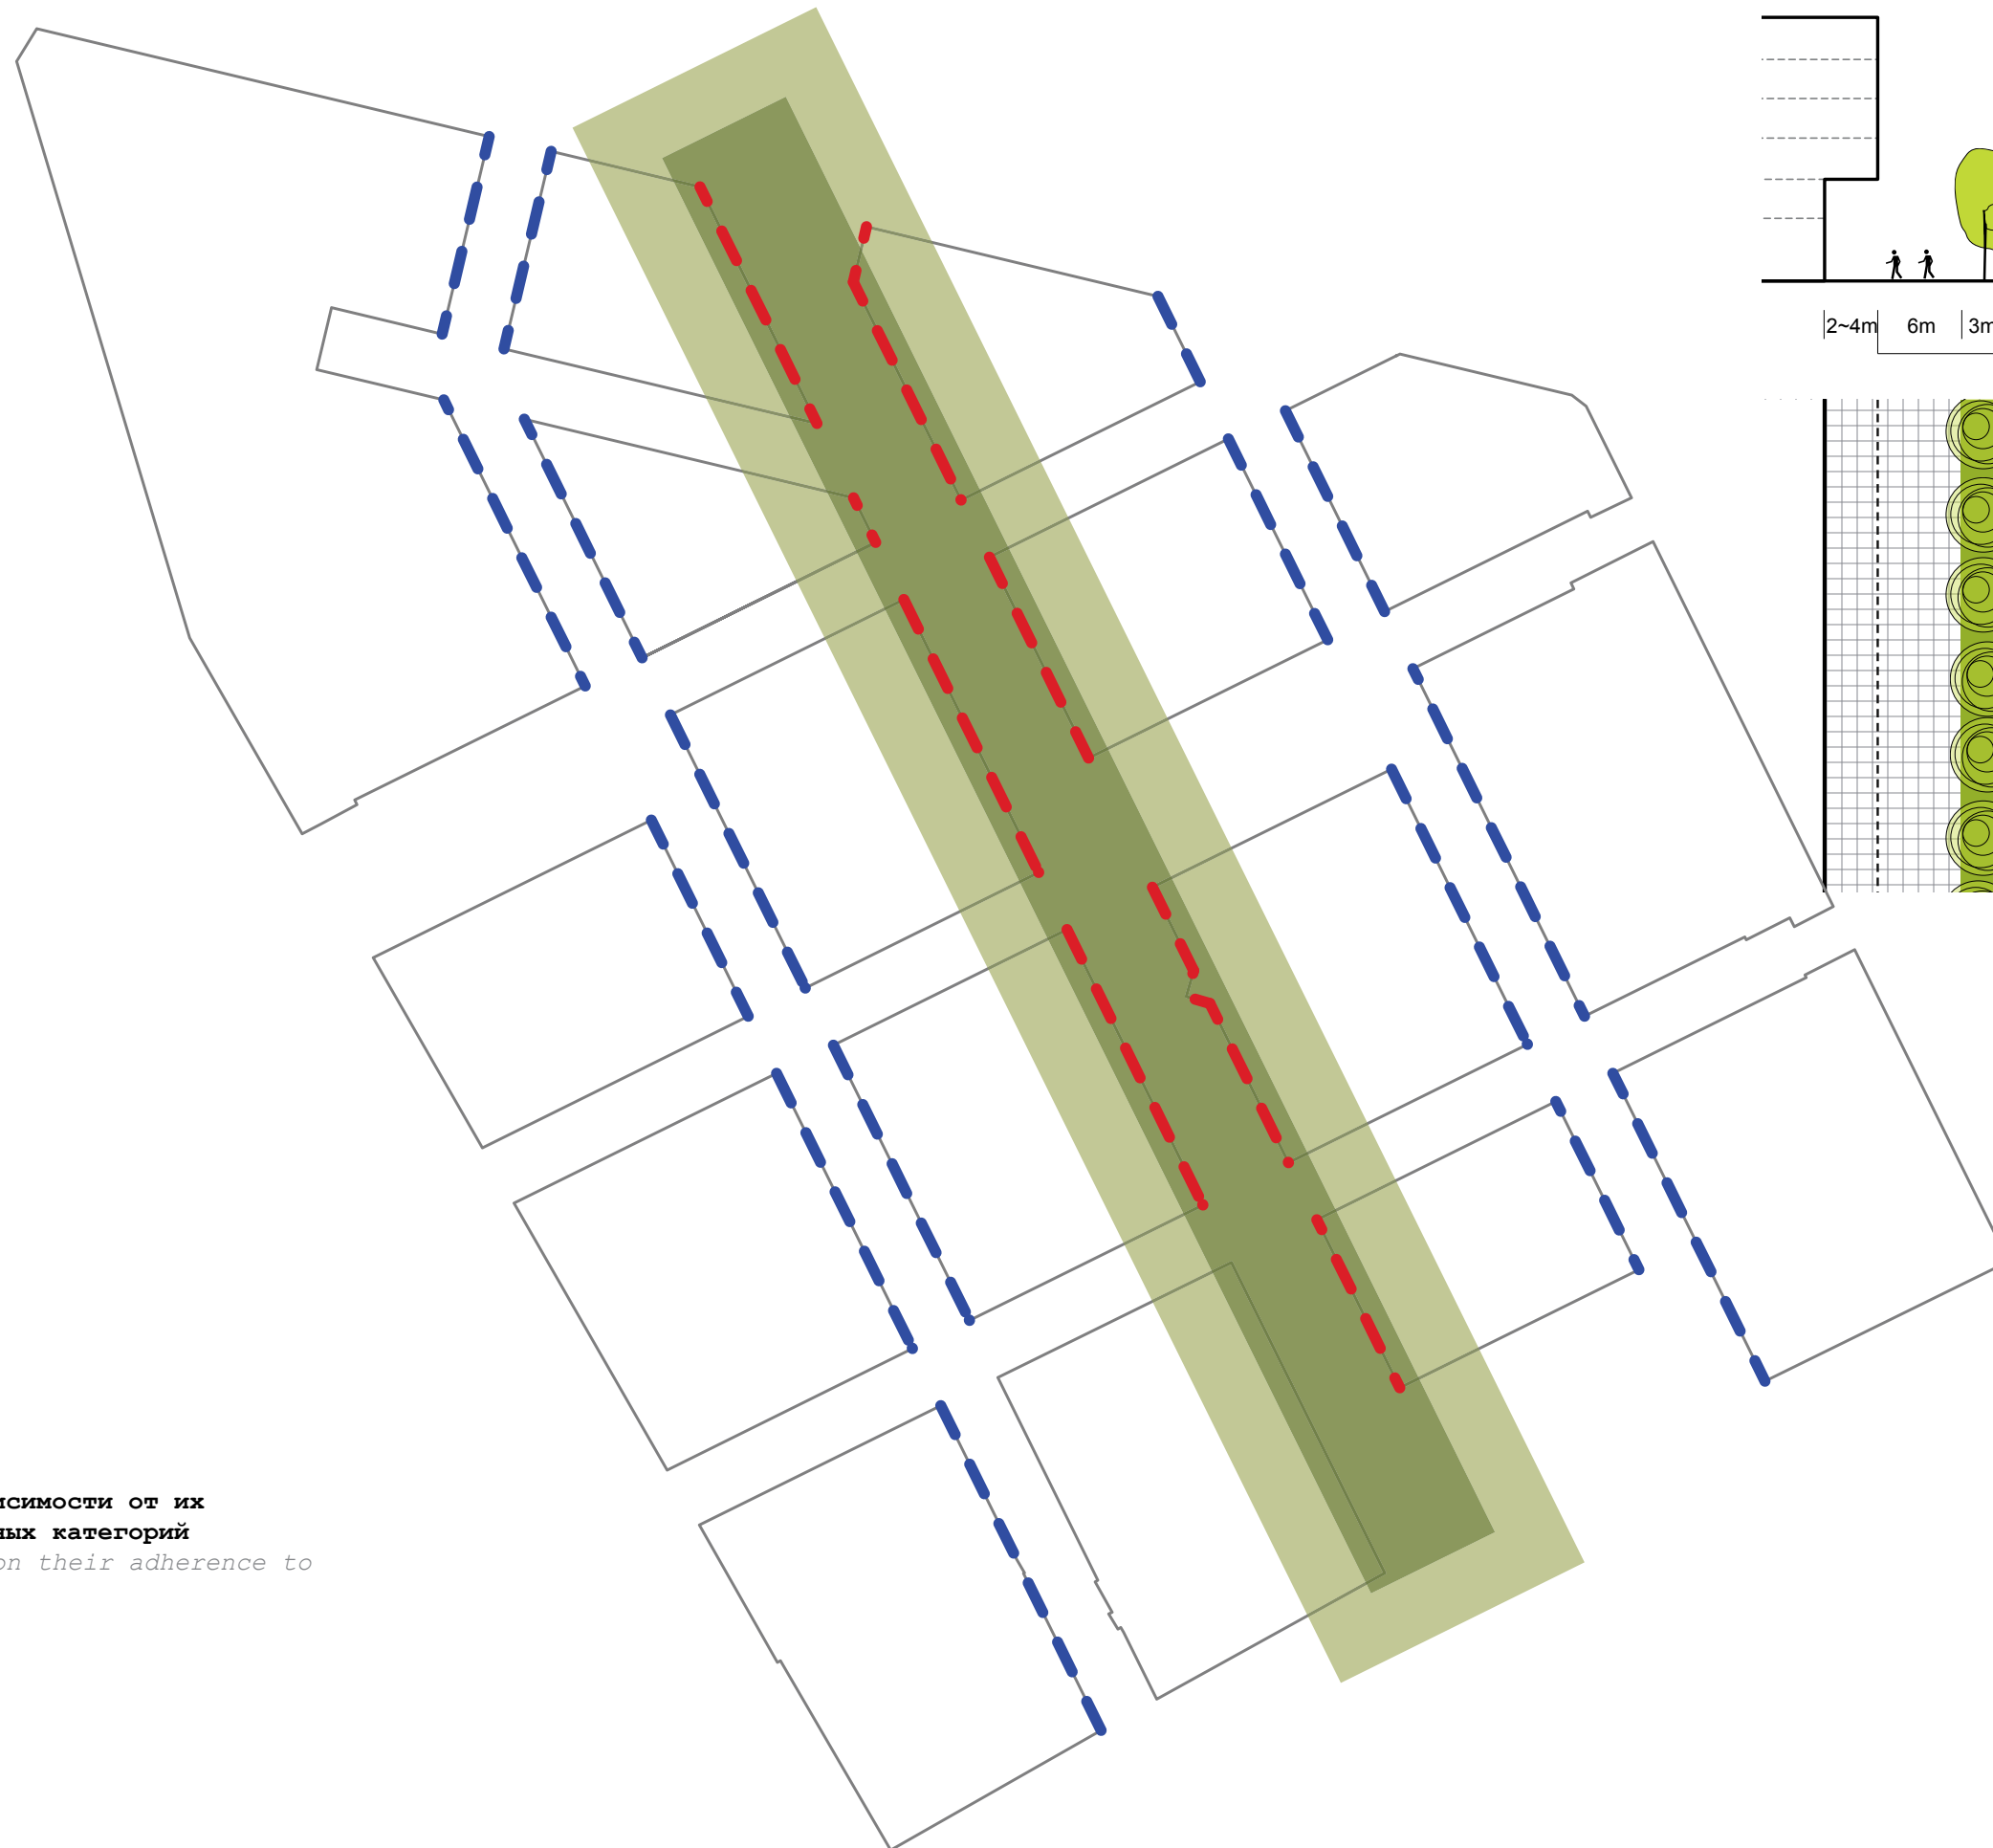 2~4m 6m 3m
исимости от их
ных категорий
on their adherence to